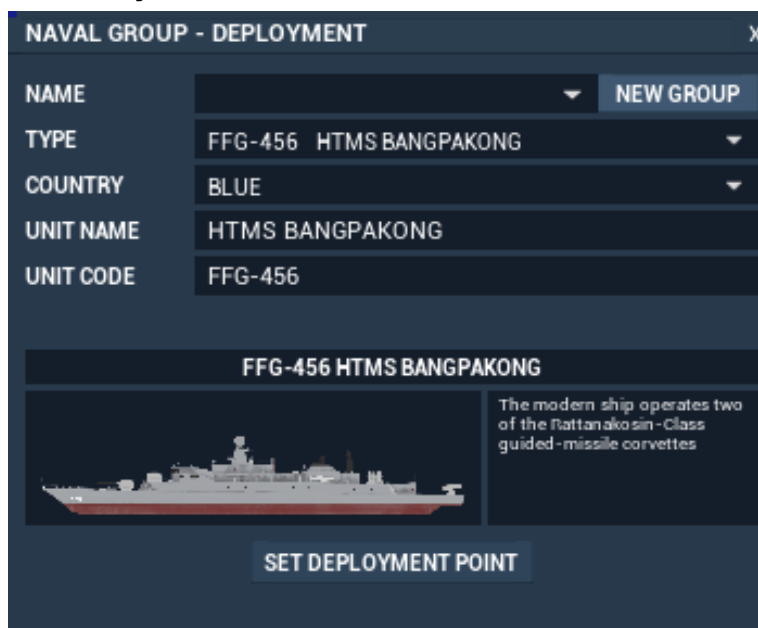 NAVAL GROUP - DEPLOYMENT X
NAME NEW GROUP
TYPE FFG-456 HTMS BANGPAKONG
COUNTRY BLUE
UNIT NAME HTMS BANGPAKONG
UNIT CODE FFG-456
FFG-456 HTMS BANGPAKONG
The modern ship operates two
of the Rattanakosin-Class
guided-missile corvettes
SET DEPLOYMENT POINT